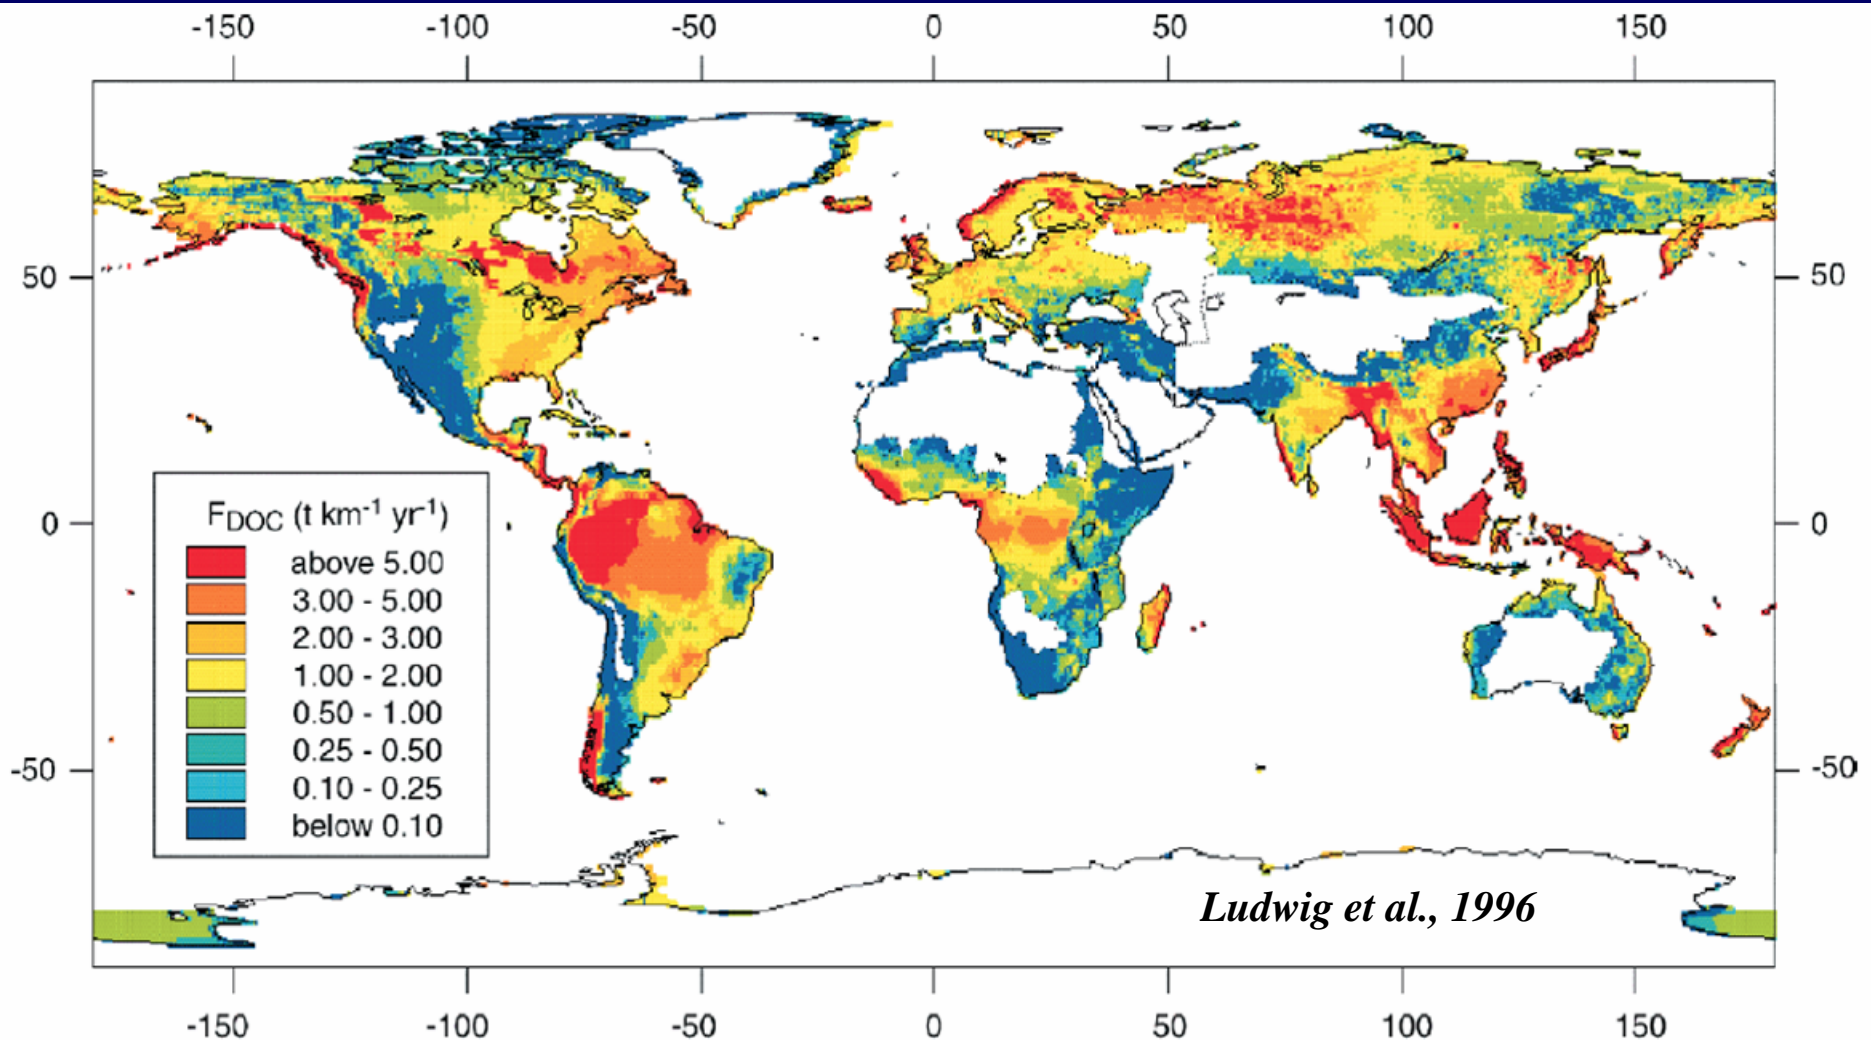 -150 -100 -50 0 50 100 150
50 50
0 0
-50 -50
F_DOC (t km⁻¹ yr⁻¹)
above 5.00
3.00 - 5.00
2.00 - 3.00
1.00 - 2.00
0.50 - 1.00
0.25 - 0.50
0.10 - 0.25
below 0.10
Ludwig et al., 1996
-150 -100 -50 0 50 100 150